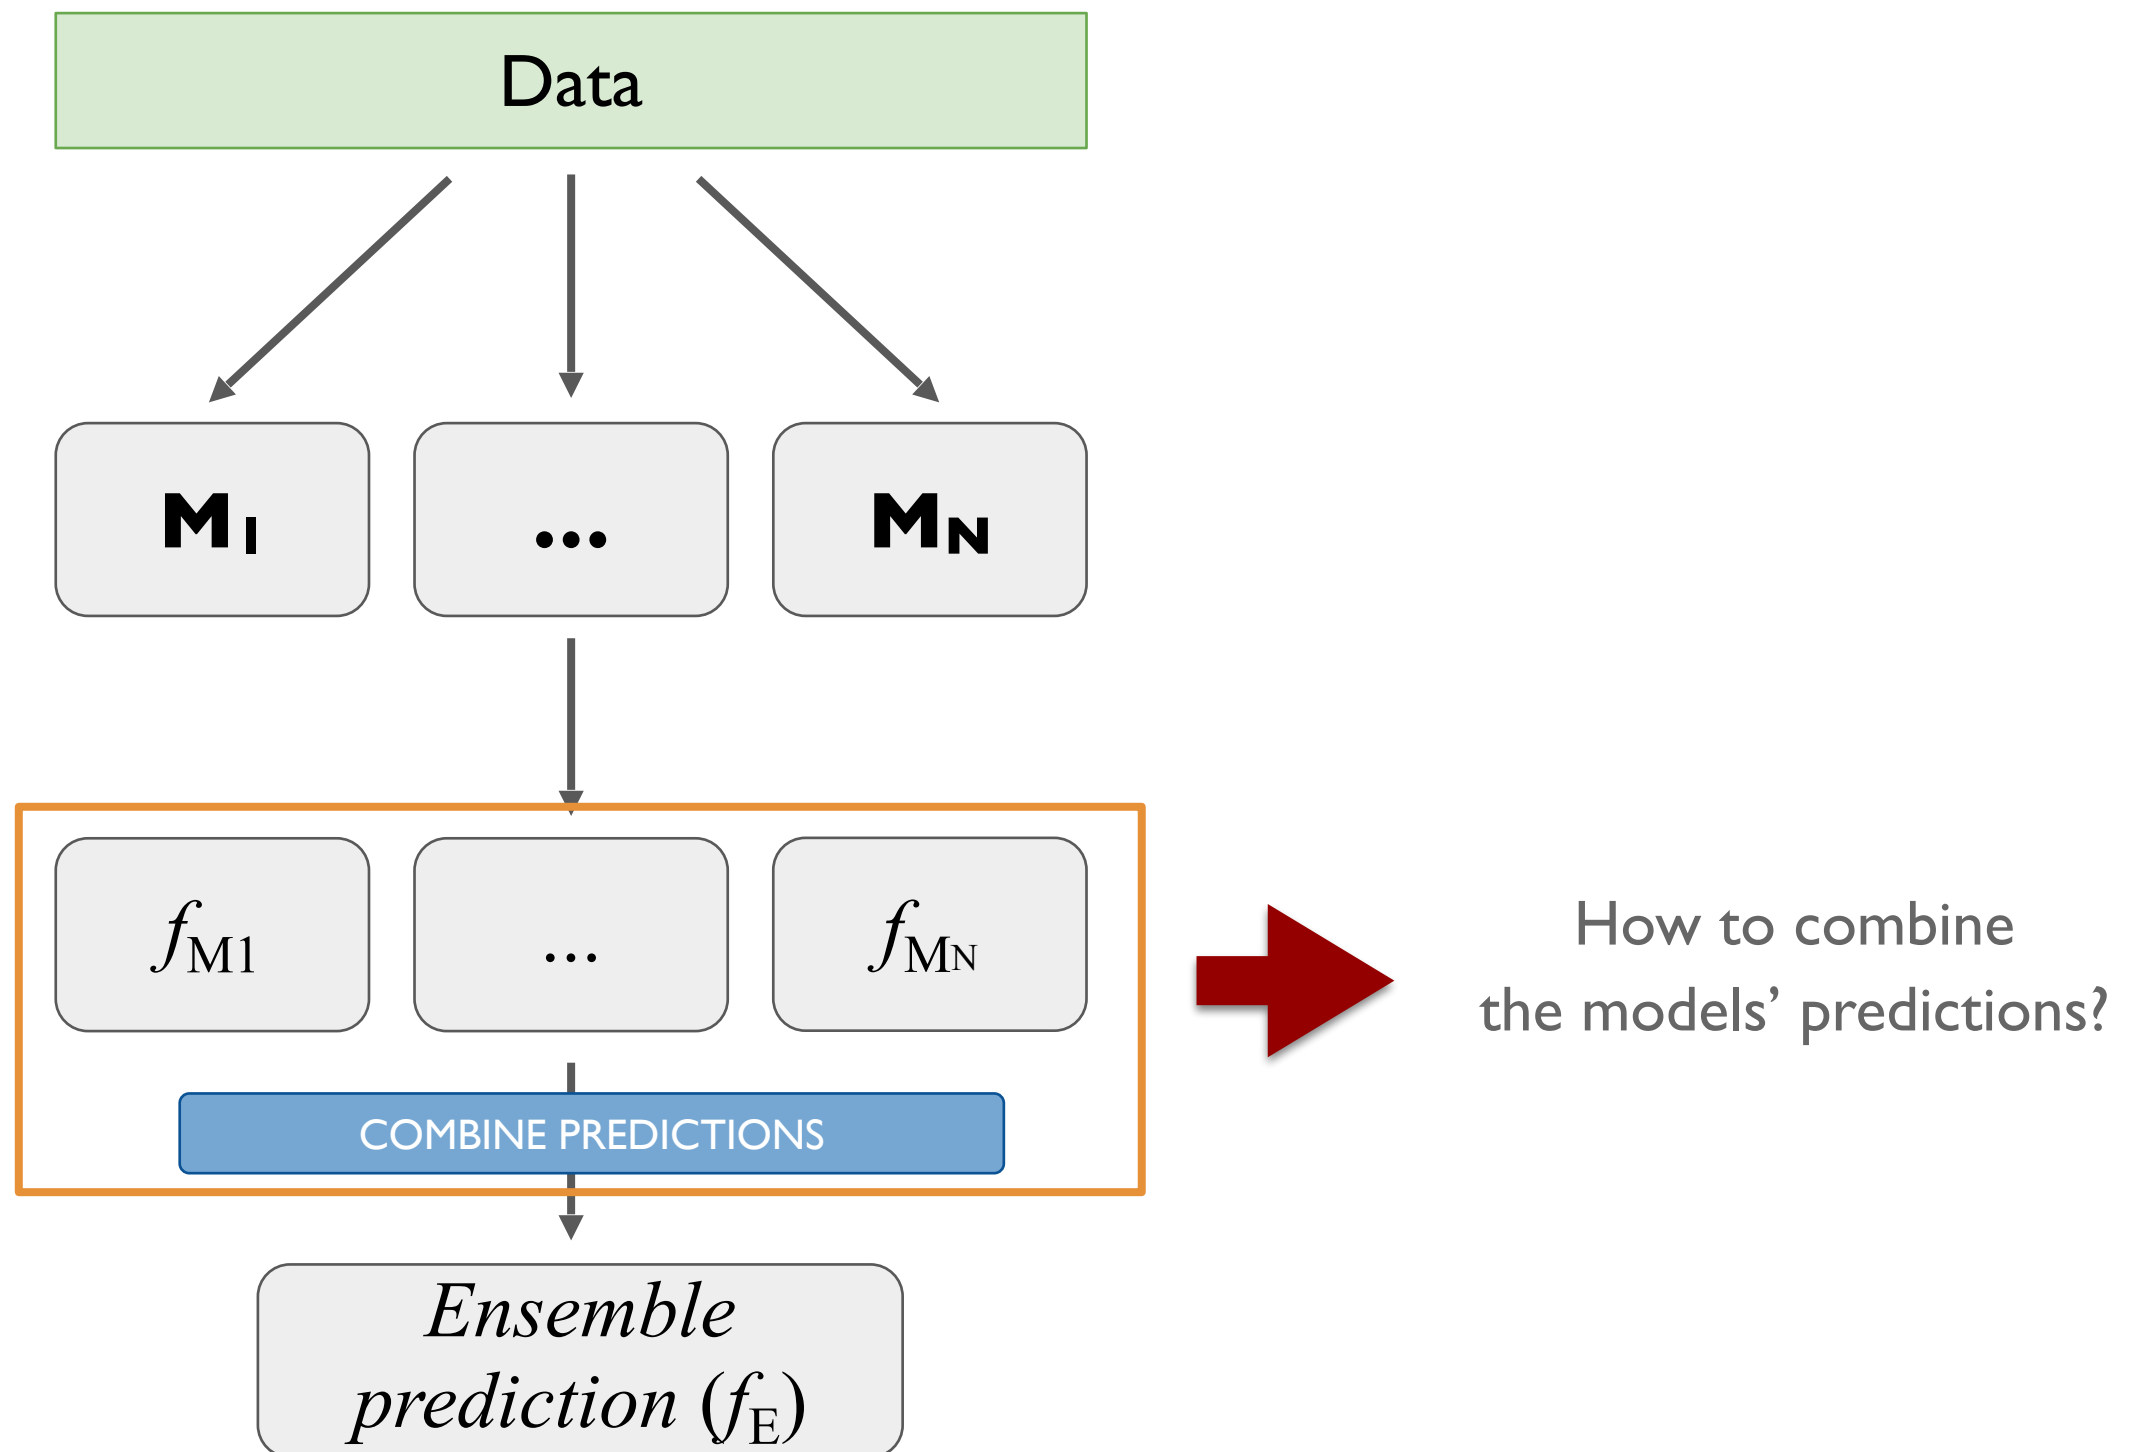 Data
M1
...
MN
fM1
...
fMN
How to combine
the models’ predictions?
COMBINE PREDICTIONS
Ensemble
prediction (fE)